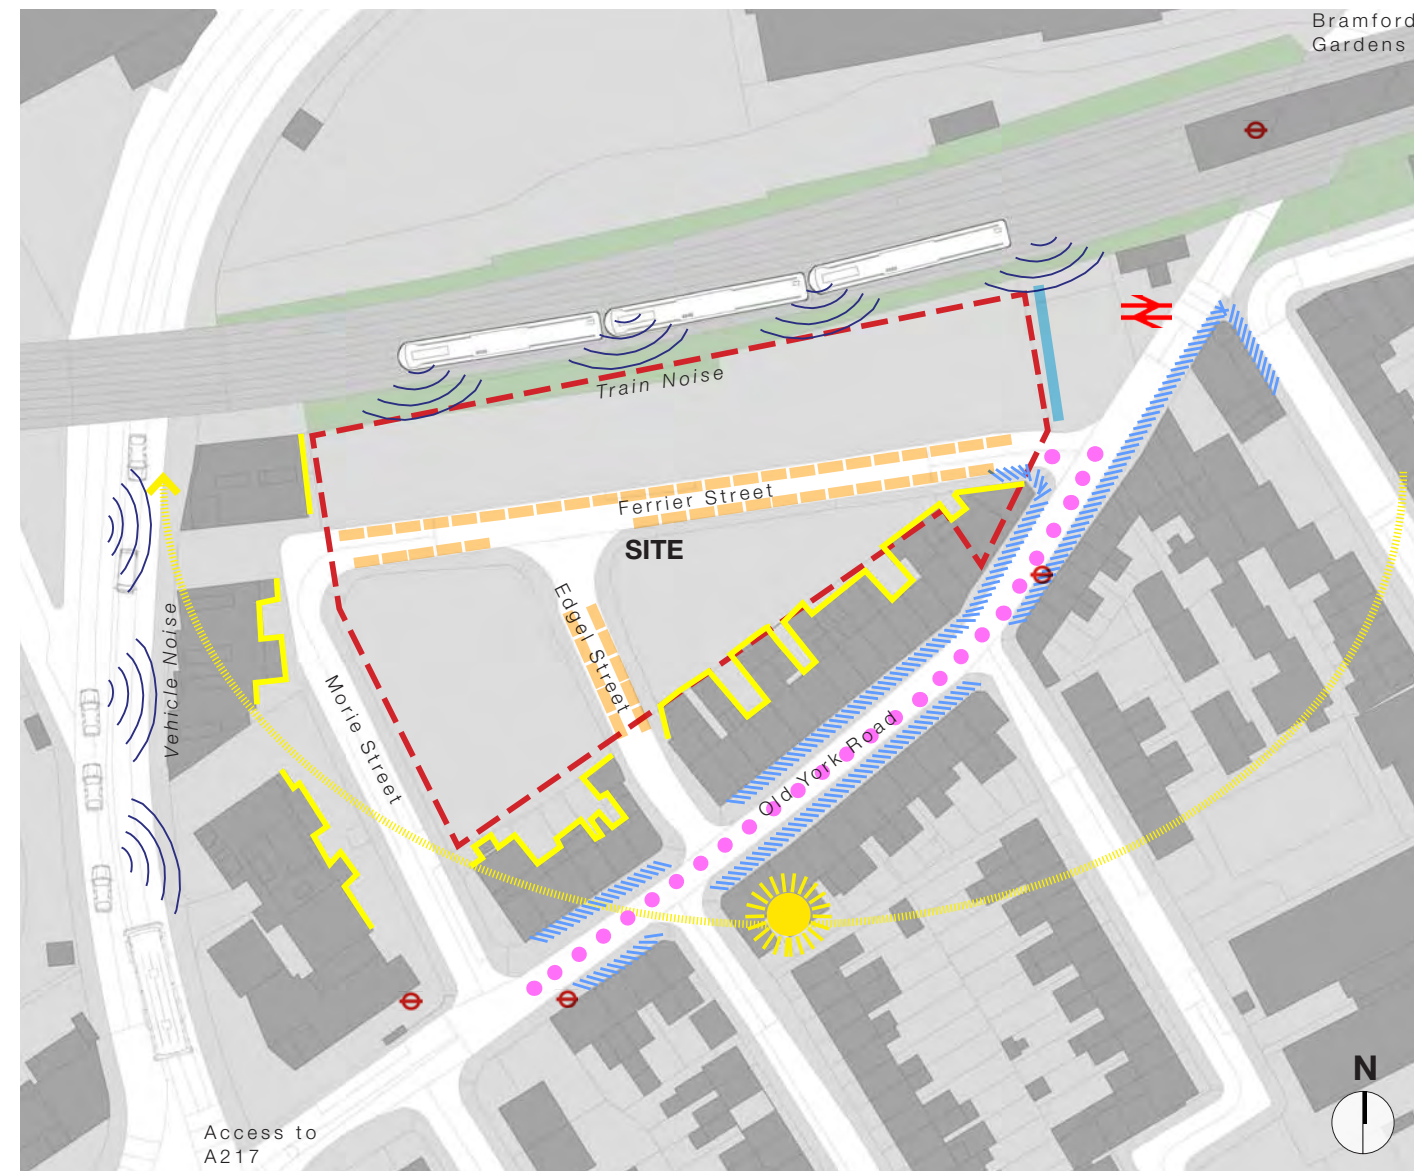 Bramford
Gardens
Train Noise
Ferrier Street
SITE
Edgel Street
Vehicle Noise
Morie Street
Old York Road
N
Access to
A217